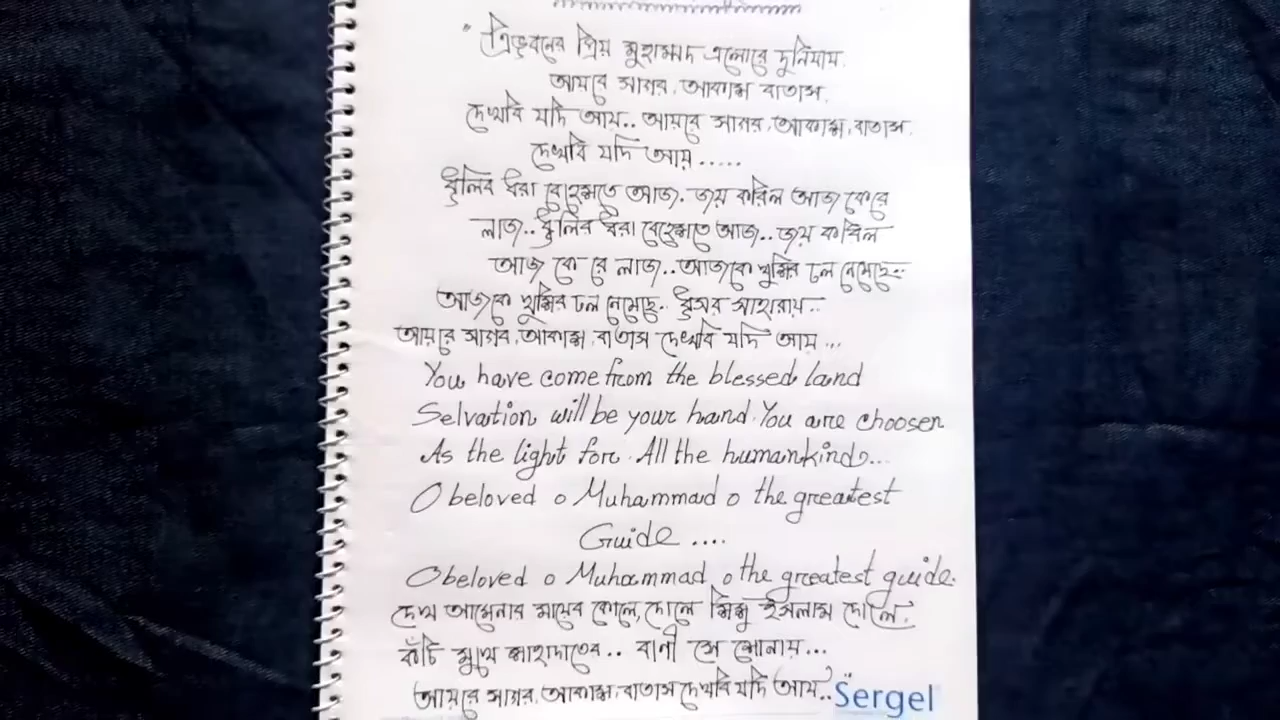 "ত্রিভুবনের প্রিয় মুহাম্মদ এলোরে দুনিয়ায়.
আয়রে সাগর, আকাশ বাতাস,
দেখবি যদি আয়.. আয়রে সাগর, আকাশ, বাতাস,
দেখবি যদি আয় .....
ধুলির ধরা বেহেশতে আজ. জয় করিল আজ কেরে
লাজ.. ধুলির ধরা বেহেশতে আজ.. জয় করিল
আজ কে রে লাজ.. আজকে খুশির ঢল নেমেছে..
আজকে খুশির ঢল নেমেছে.. ধুসর সাহারায়..
আয়রে সাগর, আকাশ, বাতাস দেখবি যদি আয় ...
You have come from the blessed land
Selvation will be your hand. You are choosen
As the light for. All the humankind...
O beloved o Muhammad o the greatest
Guide ....
O beloved o Muhammad o the greatest guide.
দেখ আমেনার মায়ের কোলে, দোলে শিশু ইসলাম দোলে,
কঁচি মুখে শাহাদাতের.. বাণী সে শোনায়...
আয়রে সাগর, আকাশ, বাতাস দেখবি যদি আয়.."
Sergel